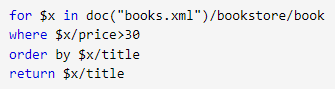 for $x in doc("books.xml")/bookstore/book
where $x/price>30
order by $x/title
return $x/title